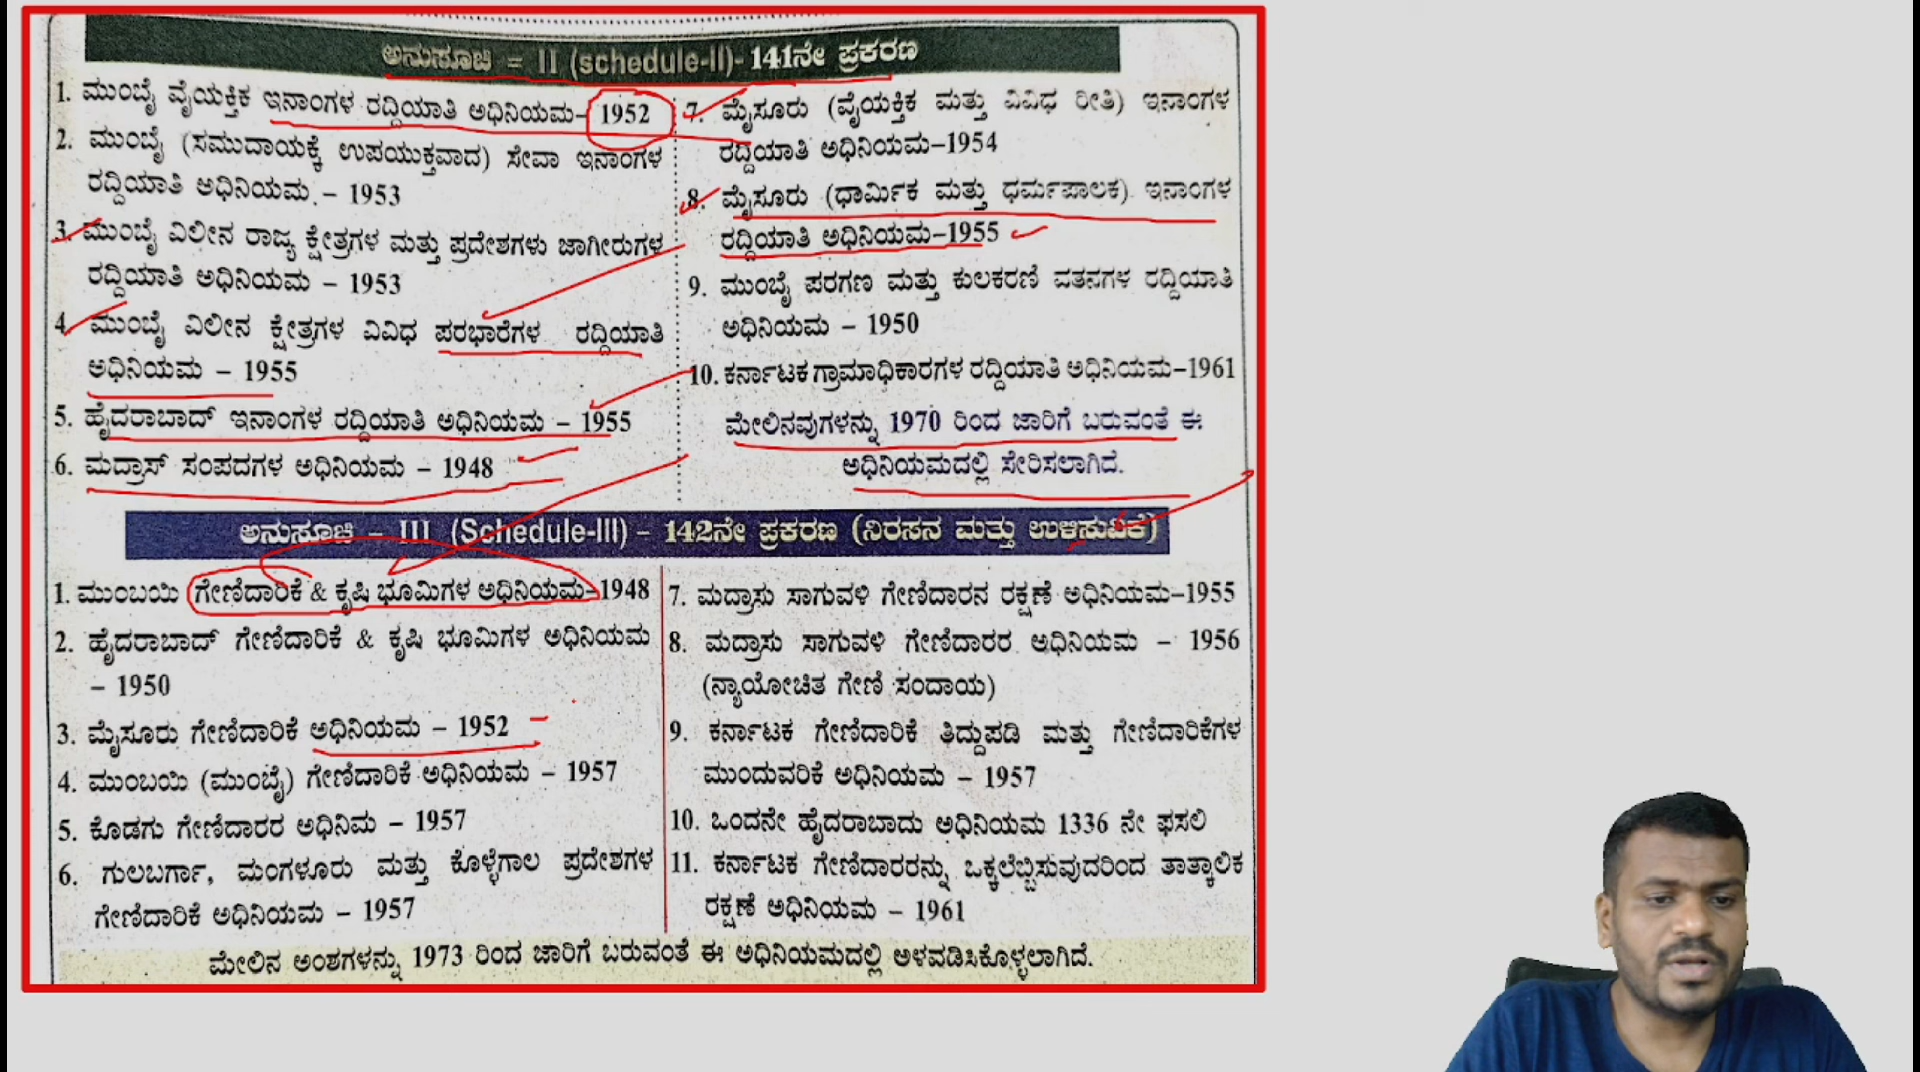 ಅನುಸೂಚಿ = II (schedule-II)- 141ನೇ ಪ್ರಕರಣ
1. ಮುಂಬೈ ವೈಯಕ್ತಿಕ ಇನಾಂಗಳ ರದ್ದಿಯಾತಿ ಅಧಿನಿಯಮ– 1952
2. ಮುಂಬೈ (ಸಮುದಾಯಕ್ಕೆ ಉಪಯುಕ್ತವಾದ) ಸೇವಾ ಇನಾಂಗಳ
ರದ್ದಿಯಾತಿ ಅಧಿನಿಯಮ. – 1953
3. ಮುಂಬೈ ವಿಲೀನ ರಾಜ್ಯ ಕ್ಷೇತ್ರಗಳ ಮತ್ತು ಪ್ರದೇಶಗಳು ಜಾಗೀರುಗಳ
ರದ್ದಿಯಾತಿ ಅಧಿನಿಯಮ – 1953
4. ಮುಂಬೈ ವಿಲೀನ ಕ್ಷೇತ್ರಗಳ ವಿವಿಧ ಪರಭಾರೆಗಳ ರದ್ದಿಯಾತಿ
ಅಧಿನಿಯಮ – 1955
5. ಹೈದರಾಬಾದ್ ಇನಾಂಗಳ ರದ್ದಿಯಾತಿ ಅಧಿನಿಯಮ – 1955
6. ಮದ್ರಾಸ್ ಸಂಪದಗಳ ಅಧಿನಿಯಮ – 1948
7. ಮೈಸೂರು (ವೈಯಕ್ತಿಕ ಮತ್ತು ವಿವಿಧ ರೀತಿ) ಇನಾಂಗಳ
ರದ್ದಿಯಾತಿ ಅಧಿನಿಯಮ–1954
8. ಮೈಸೂರು (ಧಾರ್ಮಿಕ ಮತ್ತು ಧರ್ಮಪಾಲಕ). ಇನಾಂಗಳ
ರದ್ದಿಯಾತಿ ಅಧಿನಿಯಮ–1955
9. ಮುಂಬೈ ಪರಗಣ ಮತ್ತು ಕುಲಕರಣಿ ವತನಗಳ ರದ್ದಿಯಾತಿ
ಅಧಿನಿಯಮ – 1950
10. ಕರ್ನಾಟಕ ಗ್ರಾಮಾಧಿಕಾರಗಳ ರದ್ದಿಯಾತಿ ಅಧಿನಿಯಮ–1961
ಮೇಲಿನವುಗಳನ್ನು 1970 ರಿಂದ ಜಾರಿಗೆ ಬರುವಂತೆ ಈ
ಅಧಿನಿಯಮದಲ್ಲಿ ಸೇರಿಸಲಾಗಿದೆ.
ಅನುಸೂಚಿ – III (Schedule-III) – 142ನೇ ಪ್ರಕರಣ (ನಿರಸನ ಮತ್ತು ಉಳಿಸುವಿಕೆ)
1. ಮುಂಬಯಿ ಗೇಣಿದಾರಿಕೆ & ಕೃಷಿ ಭೂಮಿಗಳ ಅಧಿನಿಯಮ–1948
2. ಹೈದರಾಬಾದ್ ಗೇಣಿದಾರಿಕೆ & ಕೃಷಿ ಭೂಮಿಗಳ ಅಧಿನಿಯಮ
– 1950
3. ಮೈಸೂರು ಗೇಣಿದಾರಿಕೆ ಅಧಿನಿಯಮ – 1952
4. ಮುಂಬಯಿ (ಮುಂಬೈ) ಗೇಣಿದಾರಿಕೆ ಅಧಿನಿಯಮ – 1957
5. ಕೊಡಗು ಗೇಣಿದಾರರ ಅಧಿನಿಮ – 1957
6. ಗುಲಬರ್ಗಾ, ಮಂಗಳೂರು ಮತ್ತು ಕೊಳ್ಳೆಗಾಲ ಪ್ರದೇಶಗಳ
ಗೇಣಿದಾರಿಕೆ ಅಧಿನಿಯಮ – 1957
7. ಮದ್ರಾಸು ಸಾಗುವಳಿ ಗೇಣಿದಾರನ ರಕ್ಷಣೆ ಅಧಿನಿಯಮ–1955
8. ಮದ್ರಾಸು ಸಾಗುವಳಿ ಗೇಣಿದಾರರ ಅಧಿನಿಯಮ – 1956
(ನ್ಯಾಯೋಚಿತ ಗೇಣಿ ಸಂದಾಯ)
9. ಕರ್ನಾಟಕ ಗೇಣಿದಾರಿಕೆ ತಿದ್ದುಪಡಿ ಮತ್ತು ಗೇಣಿದಾರಿಕೆಗಳ
ಮುಂದುವರಿಕೆ ಅಧಿನಿಯಮ – 1957
10. ಒಂದನೇ ಹೈದರಾಬಾದು ಅಧಿನಿಯಮ 1336 ನೇ ಫಸಲಿ
11. ಕರ್ನಾಟಕ ಗೇಣಿದಾರರನ್ನು ಒಕ್ಕಲೆಬ್ಬಿಸುವುದರಿಂದ ತಾತ್ಕಾಲಿಕ
ರಕ್ಷಣೆ ಅಧಿನಿಯಮ – 1961
ಮೇಲಿನ ಅಂಶಗಳನ್ನು 1973 ರಿಂದ ಜಾರಿಗೆ ಬರುವಂತೆ ಈ ಅಧಿನಿಯಮದಲ್ಲಿ ಅಳವಡಿಸಿಕೊಳ್ಳಲಾಗಿದೆ.